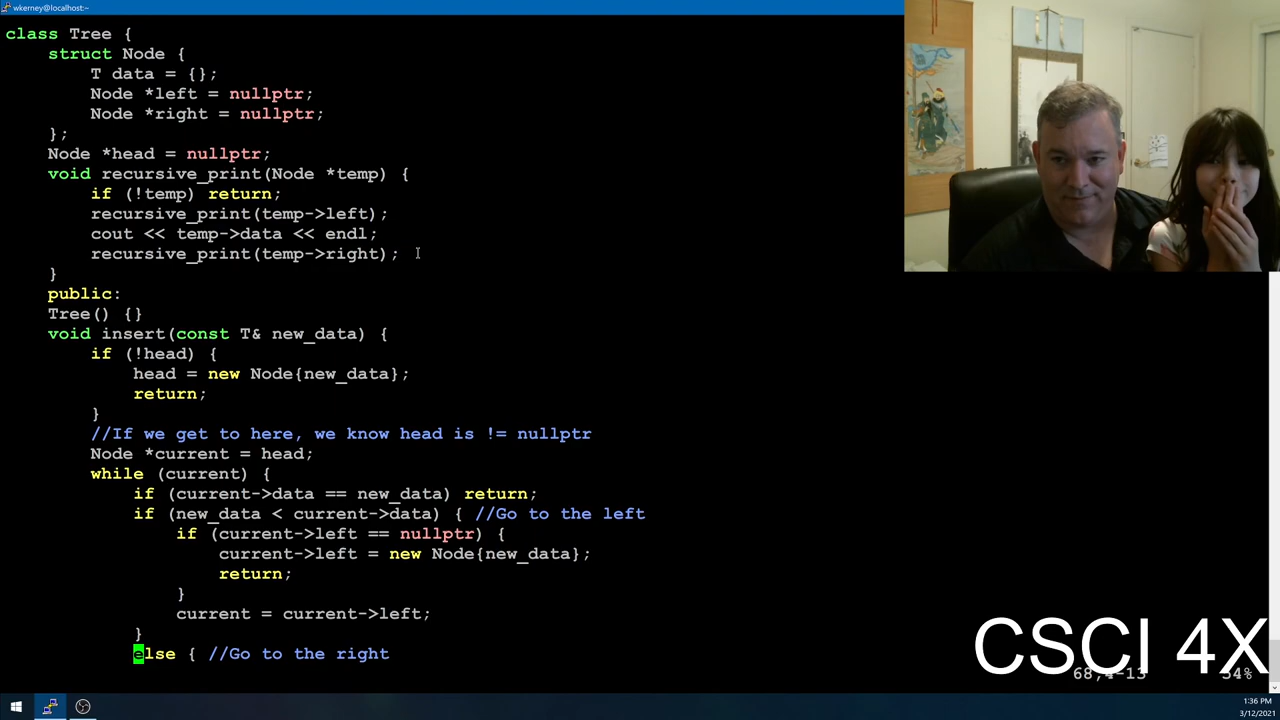 wkerney@localhost:~
class Tree {
struct Node {
T data = {};
Node *left = nullptr;
Node *right = nullptr;
};
Node *head = nullptr;
void recursive_print(Node *temp) {
if (!temp) return;
recursive_print(temp->left);
cout << temp->data << endl;
recursive_print(temp->right);
}
public:
Tree() {}
void insert(const T& new_data) {
if (!head) {
head = new Node{new_data};
return;
}
//If we get to here, we know head is != nullptr
Node *current = head;
while (current) {
if (current->data == new_data) return;
if (new_data < current->data) { //Go to the left
if (current->left == nullptr) {
current->left = new Node{new_data};
return;
}
current = current->left;
}
else { //Go to the right
CSCI 4X
68,4-13 54%
1:36 PM
3/12/2021